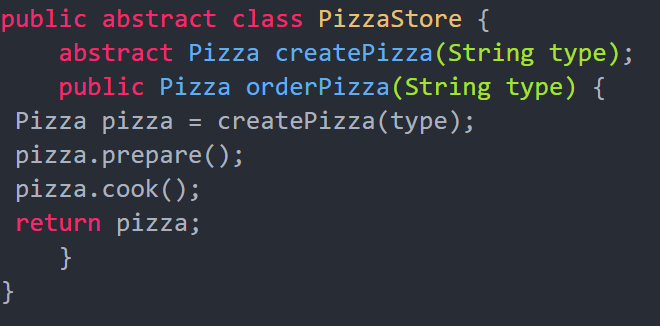 public abstract class PizzaStore {
    abstract Pizza createPizza(String type);
    public Pizza orderPizza(String type) {
 Pizza pizza = createPizza(type);
 pizza.prepare();
 pizza.cook();
 return pizza;
    }
}